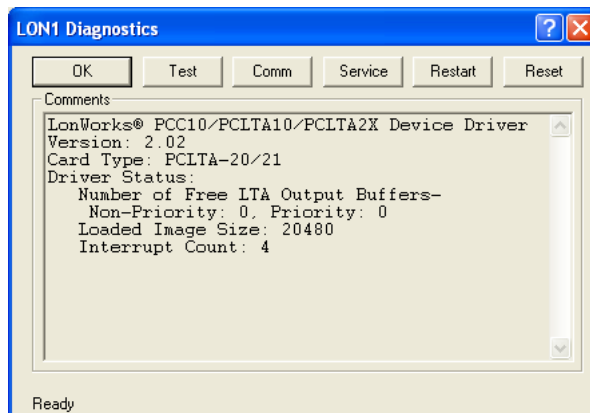 LON1 Diagnostics
OK Test Comm Service Restart Reset
Comments
LonWorks® PCC10/PCLTA10/PCLTA2X Device Driver
Version: 2.02
Card Type: PCLTA-20/21
Driver Status:
Number of Free LTA Output Buffers-
Non-Priority: 0, Priority: 0
Loaded Image Size: 20480
Interrupt Count: 4
Ready